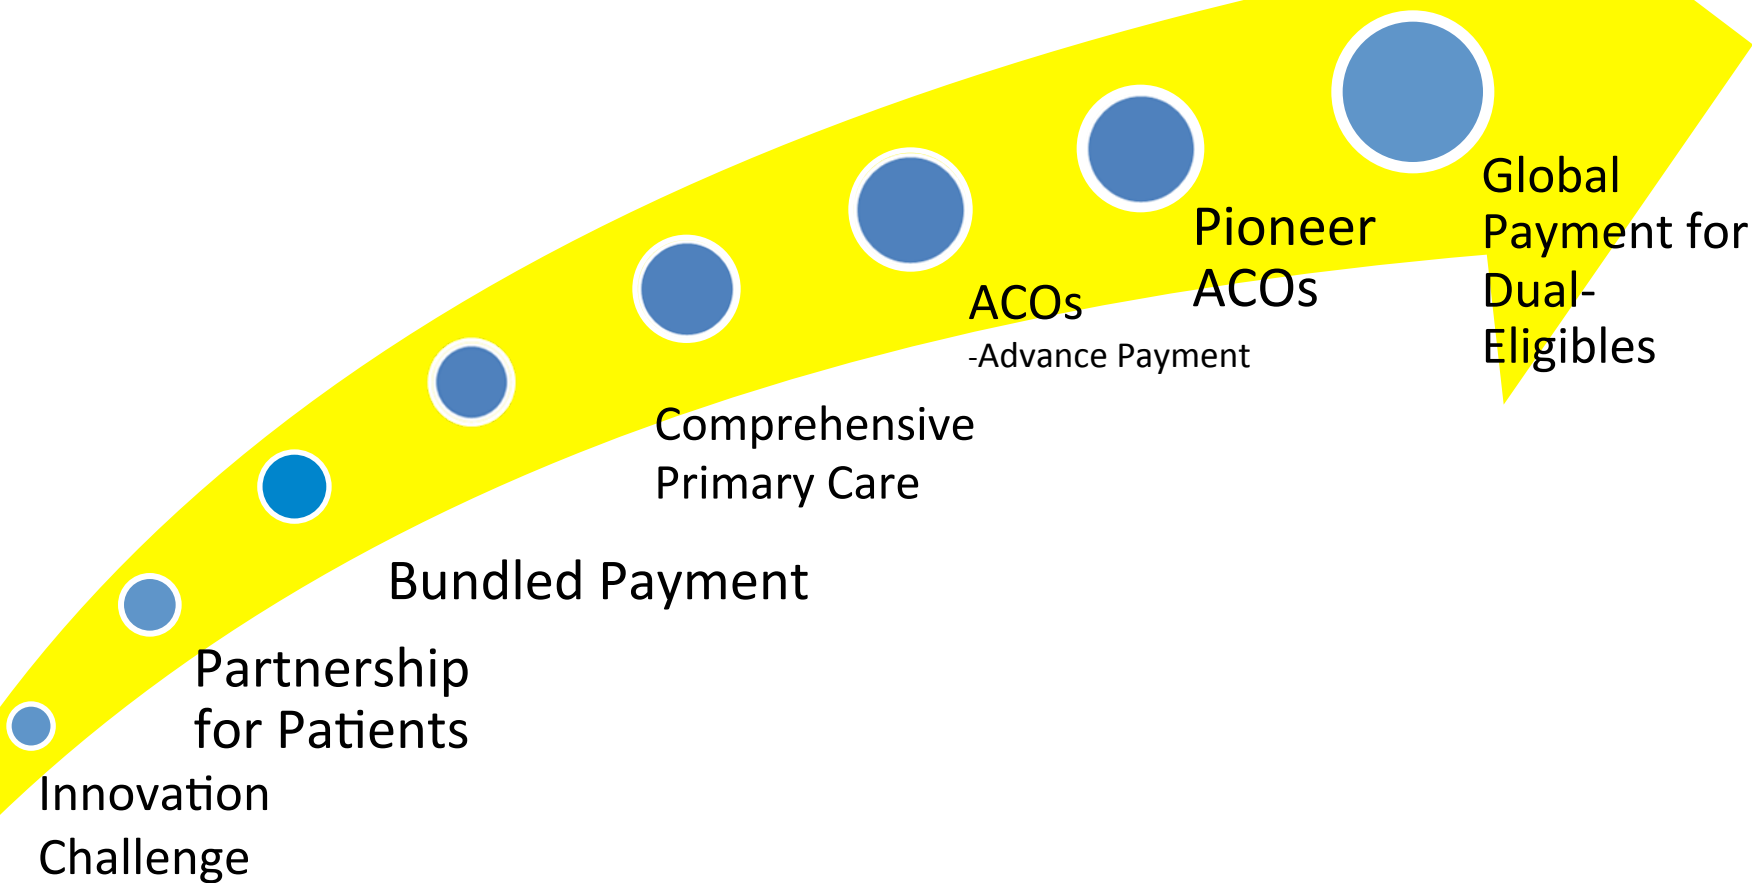 Innovation
Challenge
Partnership
for Patients
Bundled Payment
Comprehensive
Primary Care
ACOs
-Advance Payment
Pioneer
ACOs
Global
Payment for
Dual-
Eligibles